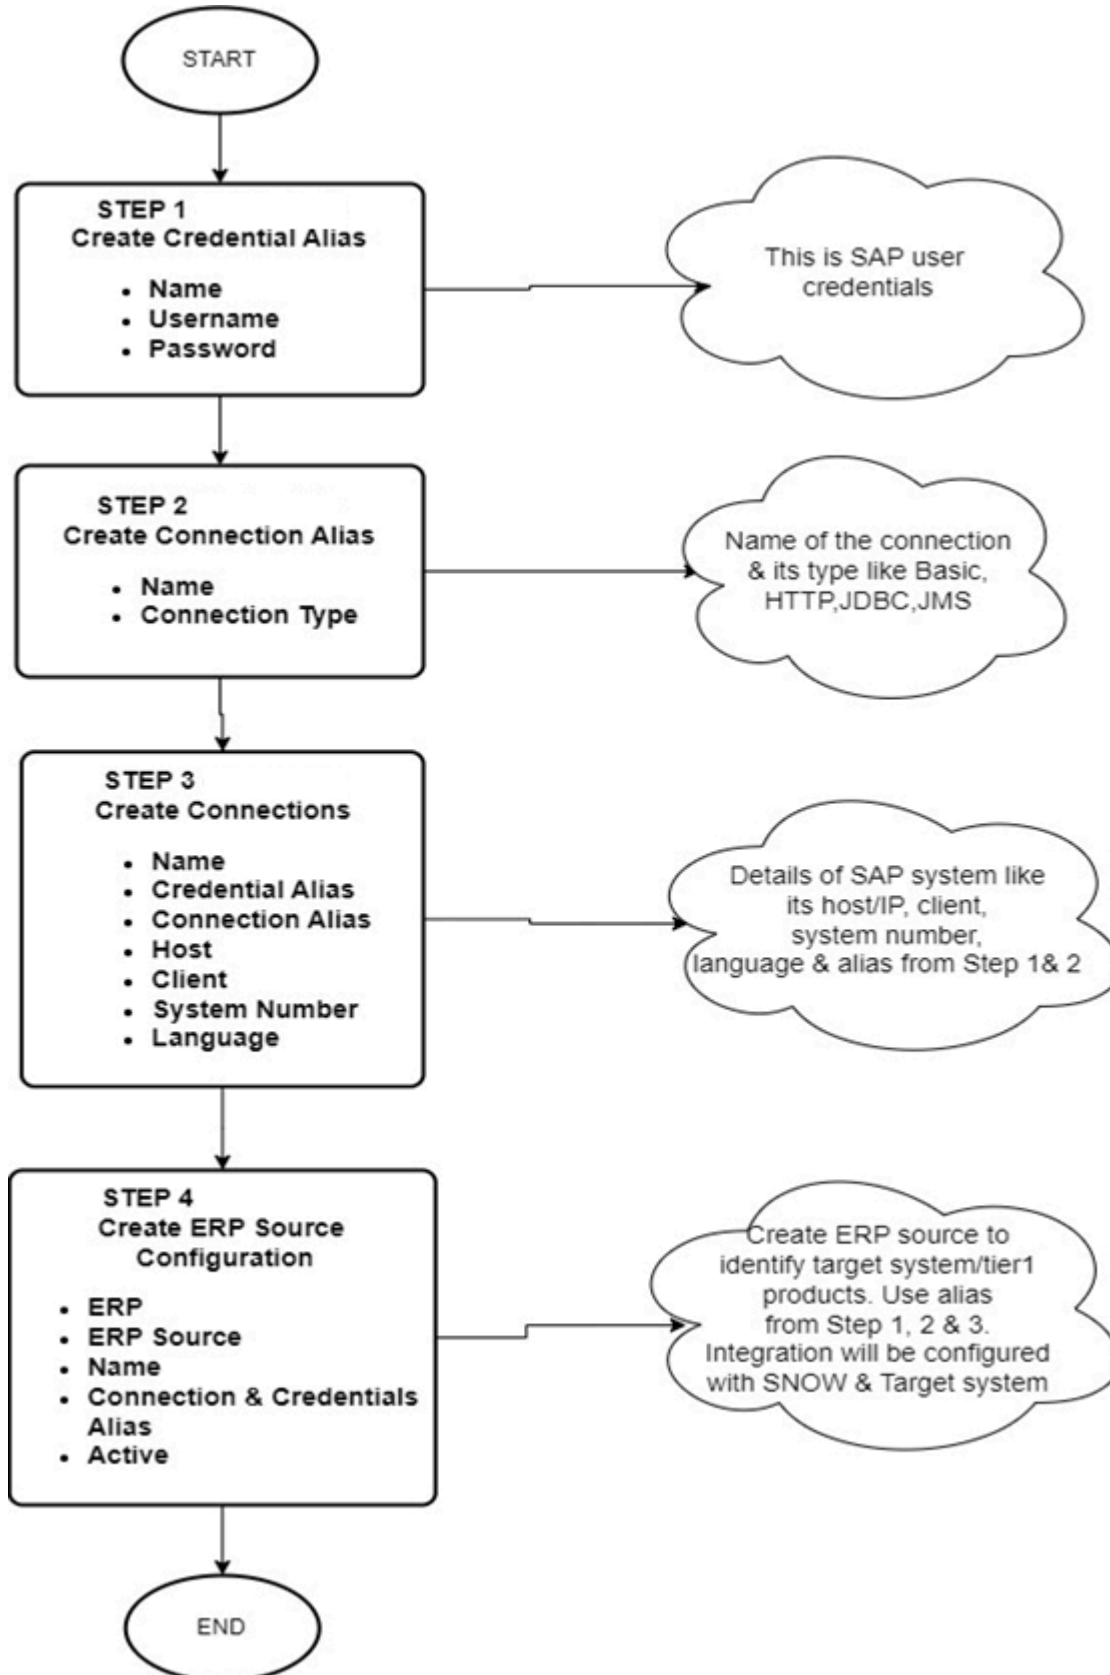 START
STEP 1
Create Credential Alias
• Name
• Username
• Password
This is SAP user
credentials
STEP 2
Create Connection Alias
• Name
• Connection Type
Name of the connection
& its type like Basic,
HTTP,JDBC,JMS
STEP 3
Create Connections
• Name
• Credential Alias
• Connection Alias
• Host
• Client
• System Number
• Language
Details of SAP system like
its host/IP, client,
system number,
language & alias from Step 1& 2
STEP 4
Create ERP Source
Configuration
• ERP
• ERP Source
• Name
• Connection & Credentials
Alias
• Active
Create ERP source to
identify target system/tier1
products. Use alias
from Step 1, 2 & 3.
Integration will be configured
with SNOW & Target system
END